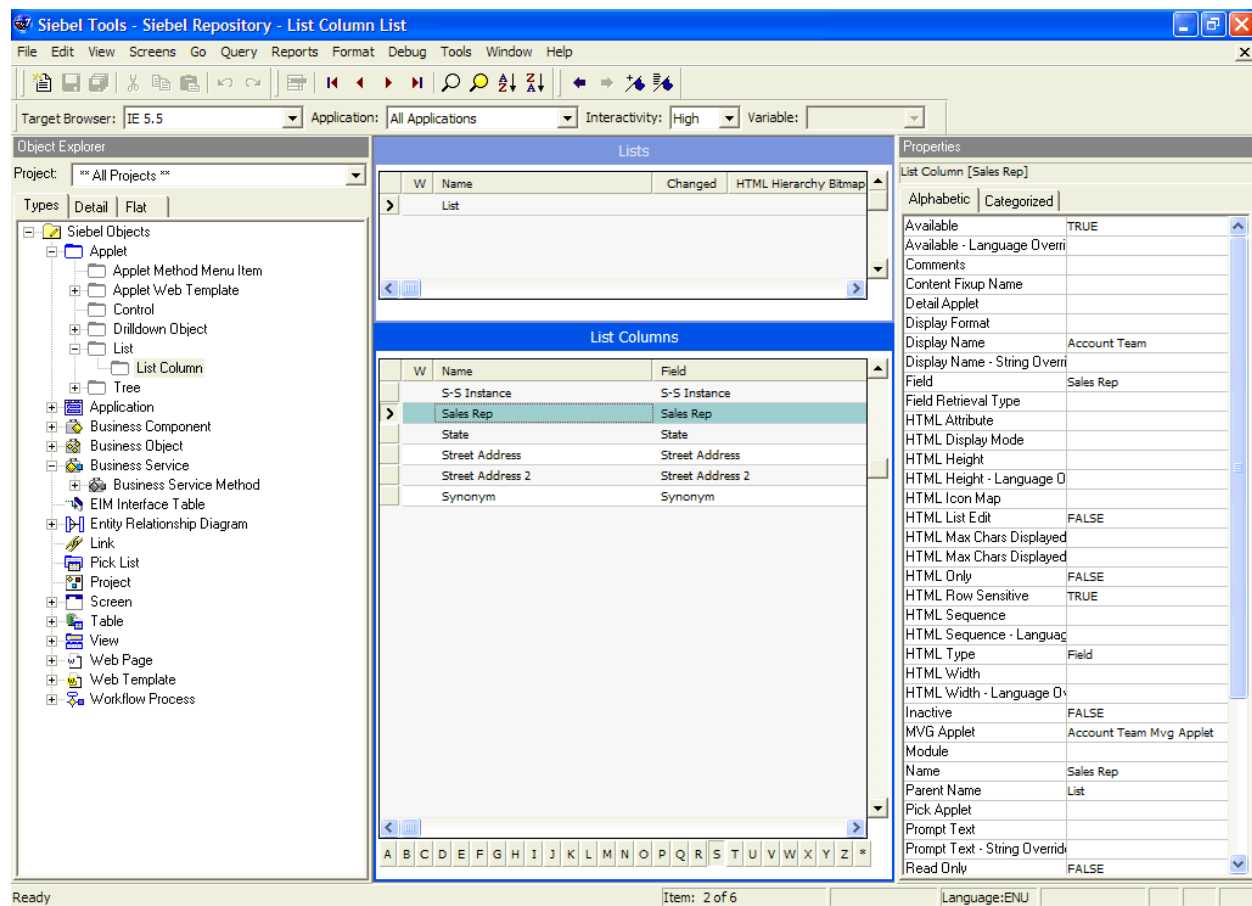 Siebel Tools - Siebel Repository - List Column List
File Edit View Screens Go Query Reports Format Debug Tools Window Help
Target Browser: IE 5.5 Application: All Applications Interactivity: High Variable:
Object Explorer
Project: ** All Projects **
Types Detail Flat
Siebel Objects
Applet
Applet Method Menu Item
Applet Web Template
Control
Drilldown Object
List
List Column
Tree
Application
Business Component
Business Object
Business Service
Business Service Method
EIM Interface Table
Entity Relationship Diagram
Link
Pick List
Project
Screen
Table
View
Web Page
Web Template
Workflow Process
Lists
W Name Changed HTML Hierarchy Bitmap
List
List Columns
W Name Field
S-S Instance S-S Instance
Sales Rep Sales Rep
State State
Street Address Street Address
Street Address 2 Street Address 2
Synonym Synonym
A B C D E F G H I J K L M N O P Q R S T U V W X Y Z *
Properties
List Column [Sales Rep]
Alphabetic Categorized
Available TRUE
Available - Language Overri
Comments
Content Fixup Name
Detail Applet
Display Format
Display Name Account Team
Display Name - String Overri
Field Sales Rep
Field Retrieval Type
HTML Attribute
HTML Display Mode
HTML Height
HTML Height - Language O
HTML Icon Map
HTML List Edit FALSE
HTML Max Chars Displayed
HTML Max Chars Displayed
HTML Only FALSE
HTML Row Sensitive TRUE
HTML Sequence
HTML Sequence - Languag
HTML Type Field
HTML Width
HTML Width - Language Ov
Inactive FALSE
MVG Applet Account Team Mvg Applet
Module
Name Sales Rep
Parent Name List
Pick Applet
Prompt Text
Prompt Text - String Overrid
Read Only FALSE
Ready Item: 2 of 6 Language:ENU